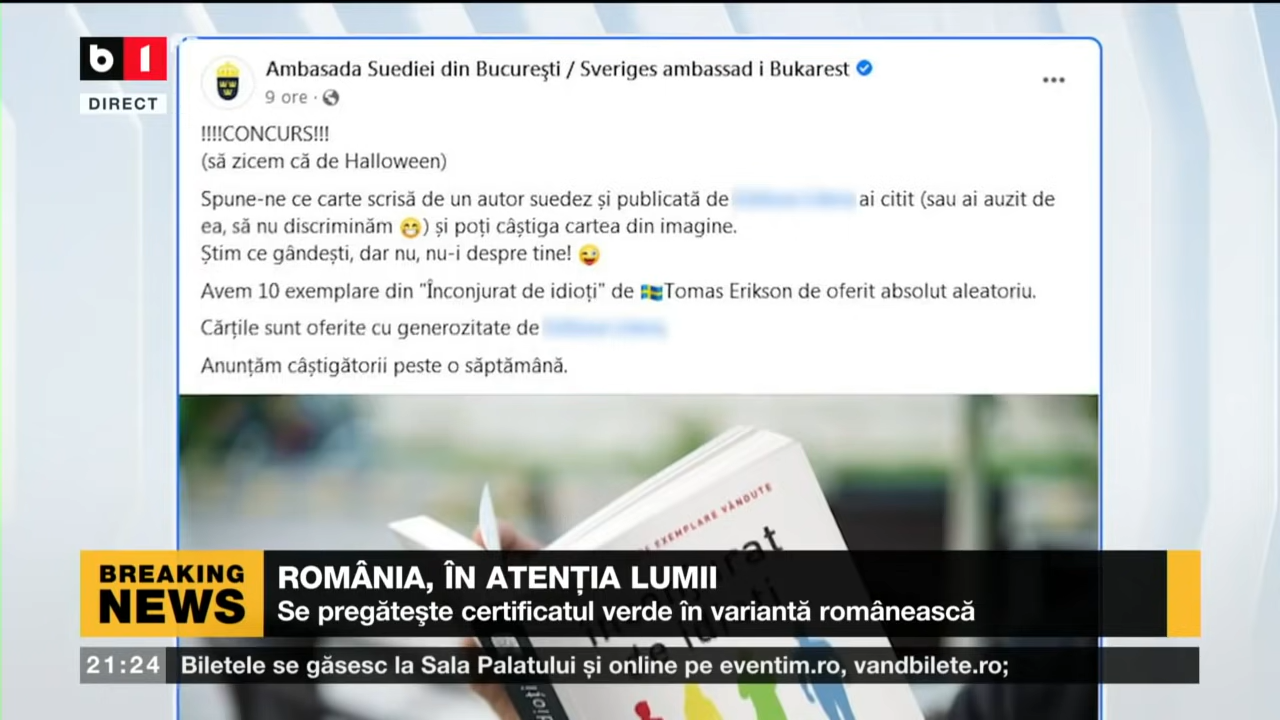 b1
DIRECT
Ambasada Suediei din Bucureşti / Sveriges ambassad i Bukarest
9 ore ·
!!!!CONCURS!!!
(să zicem că de Halloween)
Spune-ne ce carte scrisă de un autor suedez și publicată de ai citit (sau ai auzit de
ea, să nu discriminăm 😁) și poți câștiga cartea din imagine.
Știm ce gândești, dar nu, nu-i despre tine! 😜
Avem 10 exemplare din "Înconjurat de idioți" de 🇸🇪Tomas Erikson de oferit absolut aleatoriu.
Cărțile sunt oferite cu generozitate de
Anunțăm câștigătorii peste o săptămână.
EXEMPLARE VÂNDUTE
BREAKING
NEWS
ROMÂNIA, ÎN ATENȚIA LUMII
Se pregăteşte certificatul verde în variantă românească
21:24 Biletele se găsesc la Sala Palatului și online pe eventim.ro, vandbilete.ro;